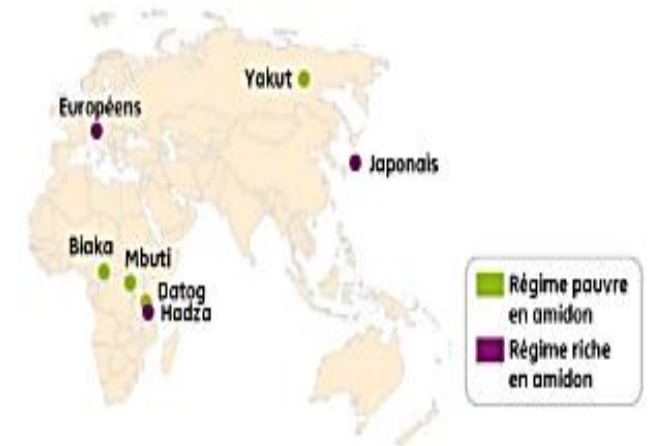 Yakut
Européens
Japonais
Biaka
Mbuti
Datog
Hadza
Régime pauvre
en amidon
Régime riche
en amidon